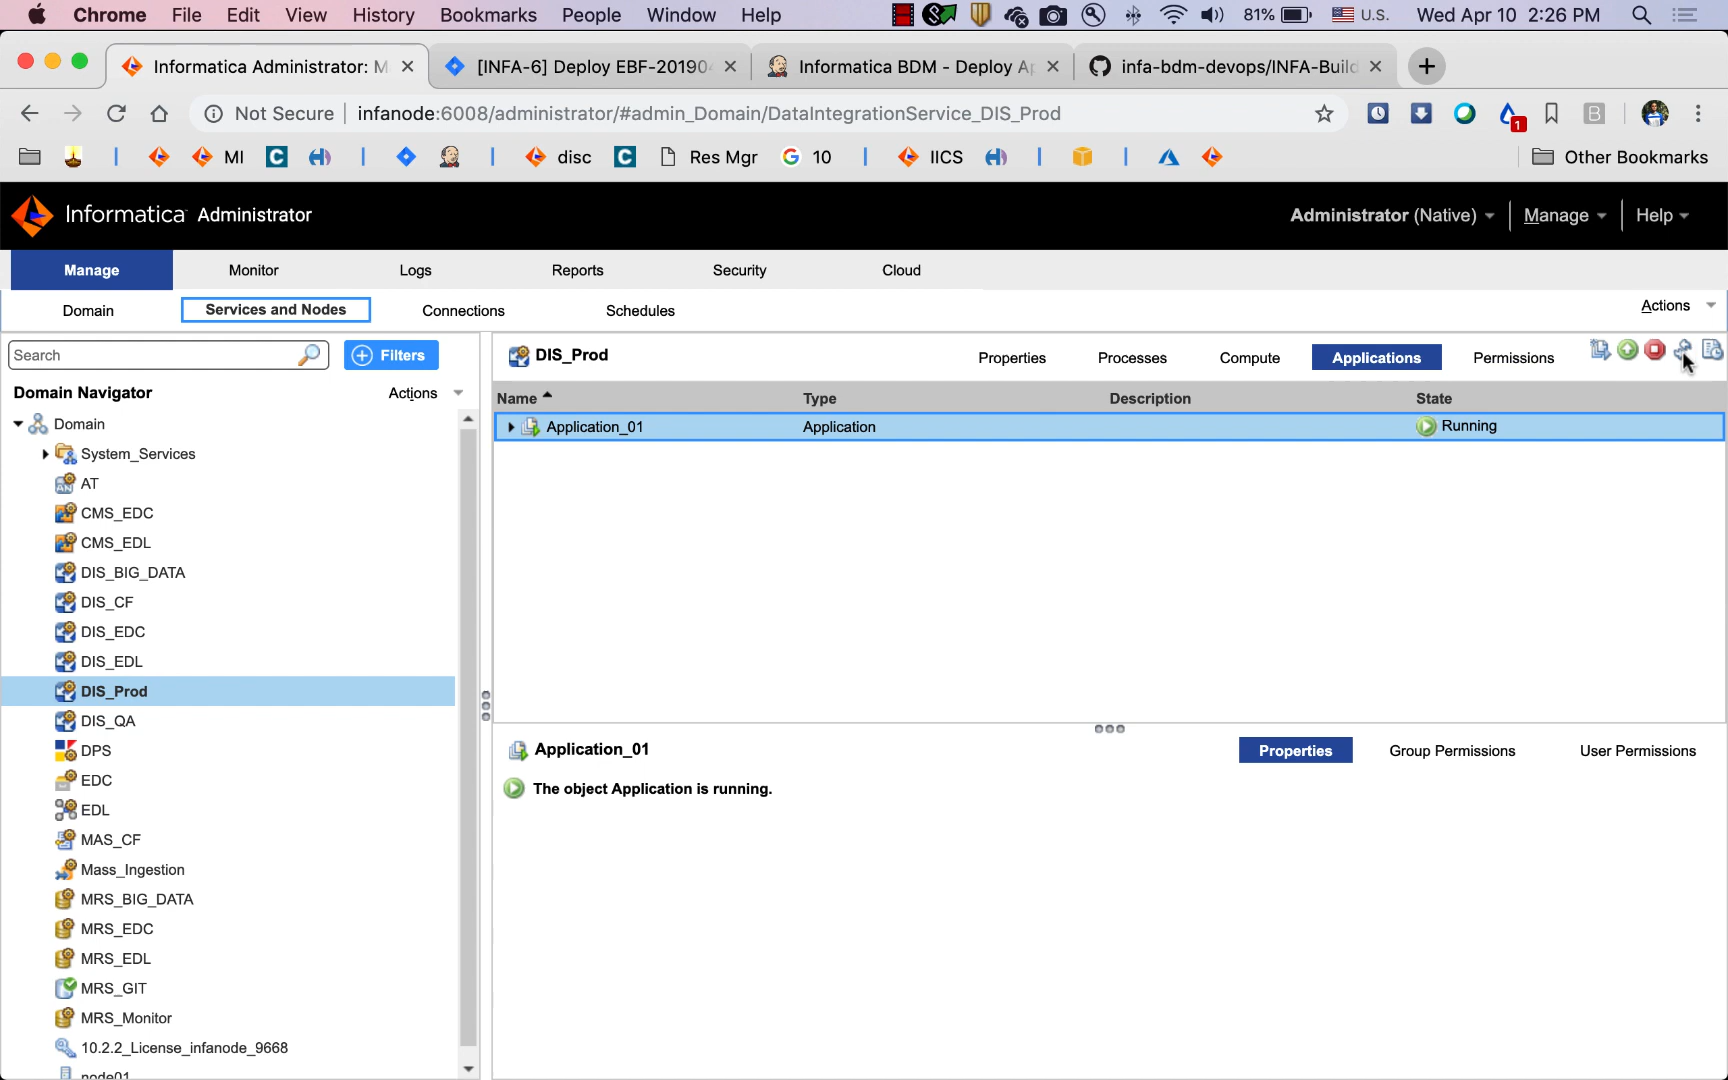 Chrome File Edit View History Bookmarks People Window Help 81% U.S. Wed Apr 10 2:26 PM
Informatica Administrator: M [INFA-6] Deploy EBF-20190 Informatica BDM - Deploy Ap infa-bdm-devops/INFA-Build
Not Secure infanode:6008/administrator/#admin_Domain/DataIntegrationService_DIS_Prod 1 B
MI C disc C Res Mgr 10 IICS Other Bookmarks
Informatica Administrator Administrator (Native) Manage Help
Manage Monitor Logs Reports Security Cloud
Domain Services and Nodes Connections Schedules Actions
Search Filters DIS_Prod Properties Processes Compute Applications Permissions
Domain Navigator Actions
Name Type Description State
Application_01 Application Running
Domain
System_Services
AT
CMS_EDC
CMS_EDL
DIS_BIG_DATA
DIS_CF
DIS_EDC
DIS_EDL
DIS_Prod
DIS_QA
DPS
EDC
EDL
MAS_CF
Mass_Ingestion
MRS_BIG_DATA
MRS_EDC
MRS_EDL
MRS_GIT
MRS_Monitor
10.2.2_License_infanode_9668
node01
Application_01 Properties Group Permissions User Permissions
The object Application is running.